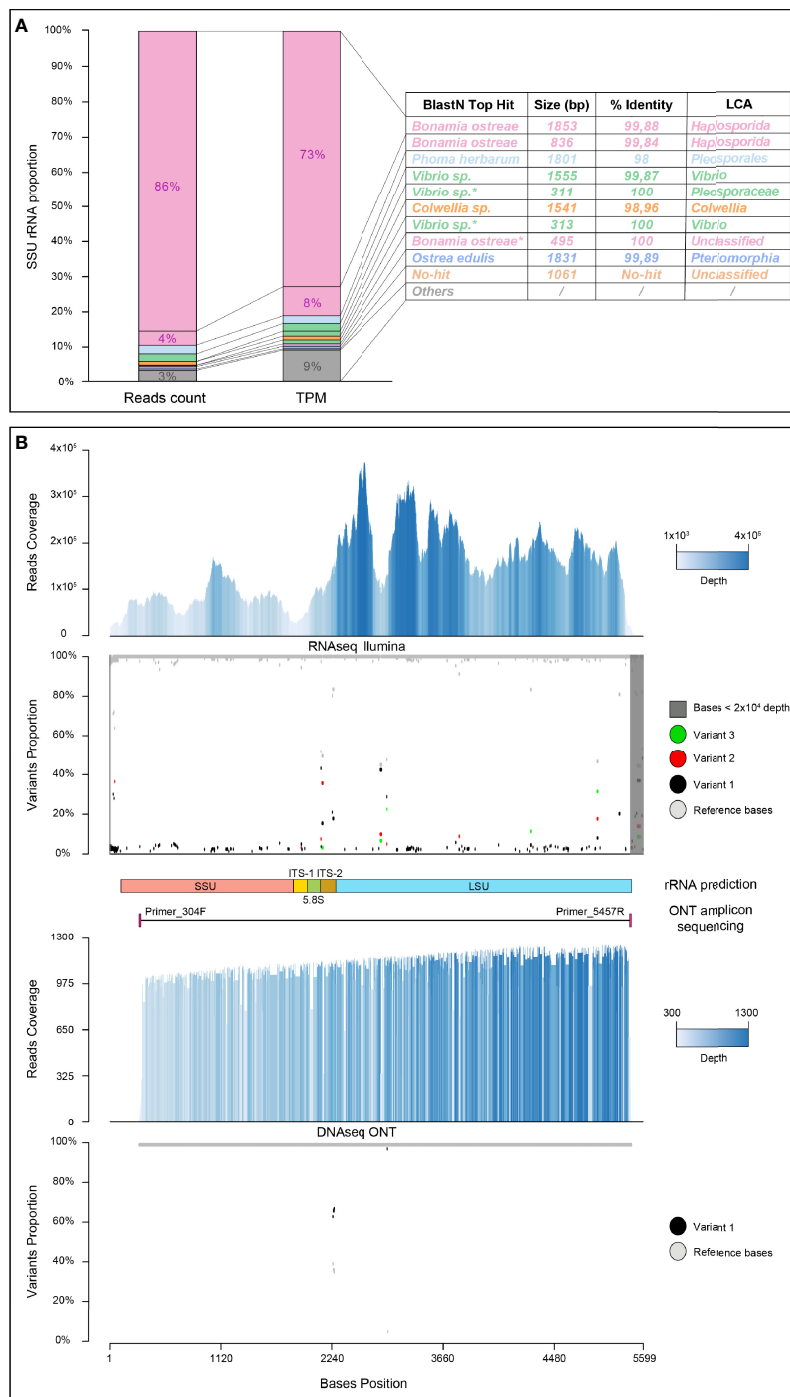 A
100%
90%
80%
70%
60%
50%
40%
30%
20%
10%
0%
SSU rRNA proportion
86%
4%
3%
73%
8%
9%
Reads count
TPM
BlastN Top Hit Size (bp) % Identity LCA
Bonamia ostreae 1853 99,88 Haplosporida
Bonamia ostreae 836 99,84 Haplosporida
Phoma herbarum 1801 98 Pleosporales
Vibrio sp. 1555 99,87 Vibrio
Vibrio sp.* 311 100 Pleosporaceae
Colwellia sp. 1541 98,96 Colwellia
Vibrio sp.* 313 100 Vibrio
Bonamia ostreae* 495 100 Unclassified
Ostrea edulis 1831 99,89 Pteriomorphia
No-hit 1061 No-hit Unclassified
Others / / /
B
4x10⁵
3x10⁵
2x10⁵
1x10⁵
0
Reads Coverage
1x10³ 4x10⁵
Depth
RNAseq Ilumina
100%
80%
60%
40%
20%
0%
Variants Proportion
Bases < 2x10⁴ depth
Variant 3
Variant 2
Variant 1
Reference bases
ITS-1 ITS-2
SSU LSU
5.8S
rRNA prediction
Primer_304F Primer_5457R
ONT amplicon
sequencing
1300
975
650
325
0
Reads Coverage
300 1300
Depth
DNAseq ONT
100%
80%
60%
40%
20%
0%
Variants Proportion
Variant 1
Reference bases
1 1120 2240 3660 4480 5599
Bases Position